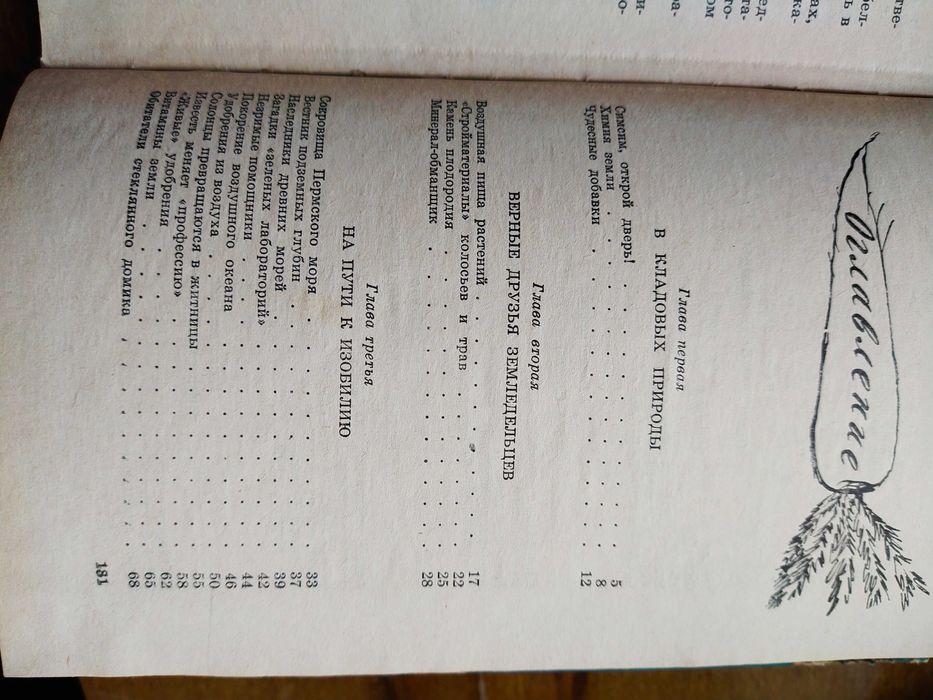 Оглавление
Глава первая
В КЛАДОВЫХ ПРИРОДЫ
Симсим, открой дверь! . . . . . . . . . . 5
Химия земли . . . . . . . . . . . . 8
Чудесные добавки . . . . . . . . . . . 12
Глава вторая
ВЕРНЫЕ ДРУЗЬЯ ЗЕМЛЕДЕЛЬЦЕВ
Воздушная пища растений . . . . . . . . . 17
«Стройматериалы» колосьев и трав . . . . . . 22
Камень плодородия . . . . . . . . . . . 25
Минерал-обманщик . . . . . . . . . . . 28
Глава третья
НА ПУТИ К ИЗОБИЛИЮ
Сокровища Пермского моря . . . . . . . . 33
Вестник подземных глубин . . . . . . . . 37
Наследники древних морей . . . . . . . . 39
Загадки «зеленых лабораторий» . . . . . . . 42
Незримые помощники . . . . . . . . . . 44
Покорение воздушного океана . . . . . . . 46
Удобрения из воздуха . . . . . . . . . . 50
Солонцы превращаются в житницы . . . . . . 55
Известь меняет «профессию» . . . . . . . . 58
«Живые» удобрения . . . . . . . . . . 62
Витамины земли . . . . . . . . . . . 65
Обитатели стеклянного домика . . . . . . . 68
181